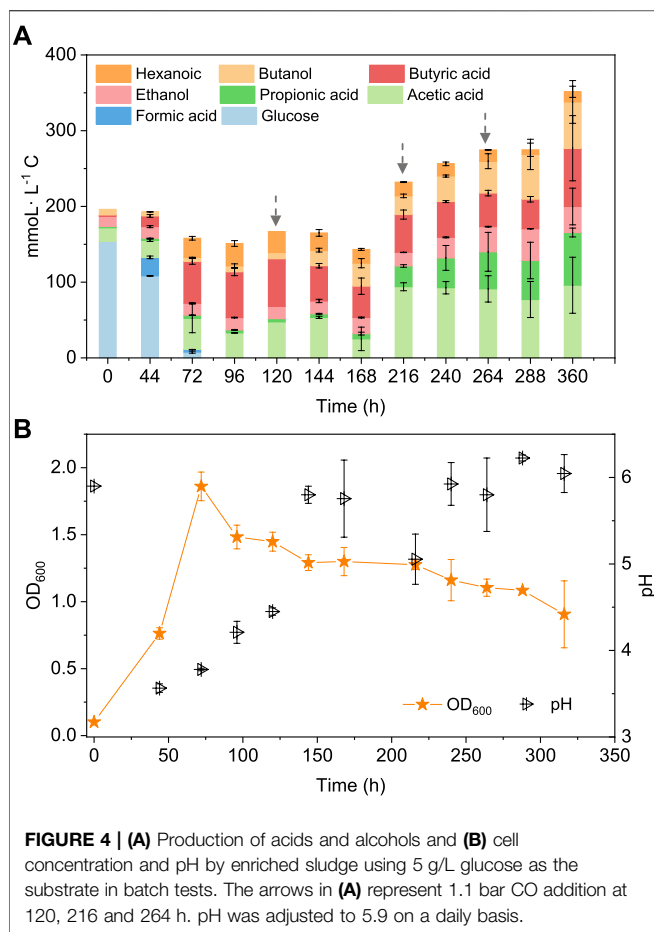 A
400
300
200
100
0
mmoL· L⁻¹ C
Hexanoic Butanol Butyric acid
Ethanol Propionic acid Acetic acid
Formic acid Glucose
0 44 72 96 120 144 168 216 240 264 288 360
Time (h)
B
2.0
1.5
1.0
0.5
0.0
OD₆₀₀
6
5
4
3
pH
OD₆₀₀ pH
0 50 100 150 200 250 300 350
Time (h)
FIGURE 4 | (A) Production of acids and alcohols and (B) cell
concentration and pH by enriched sludge using 5 g/L glucose as the
substrate in batch tests. The arrows in (A) represent 1.1 bar CO addition at
120, 216 and 264 h. pH was adjusted to 5.9 on a daily basis.